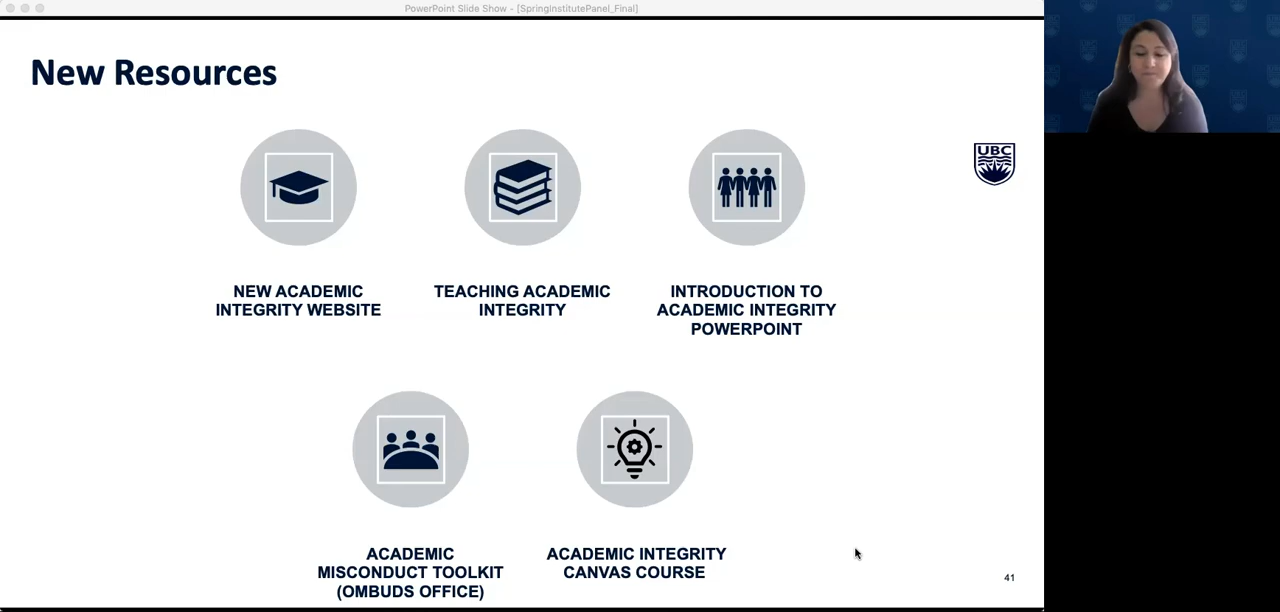 PowerPoint Slide Show - [SpringInstitutePanel_Final]
New Resources
UBC
NEW ACADEMIC
INTEGRITY WEBSITE
TEACHING ACADEMIC
INTEGRITY
INTRODUCTION TO
ACADEMIC INTEGRITY
POWERPOINT
ACADEMIC
MISCONDUCT TOOLKIT
(OMBUDS OFFICE)
ACADEMIC INTEGRITY
CANVAS COURSE
41